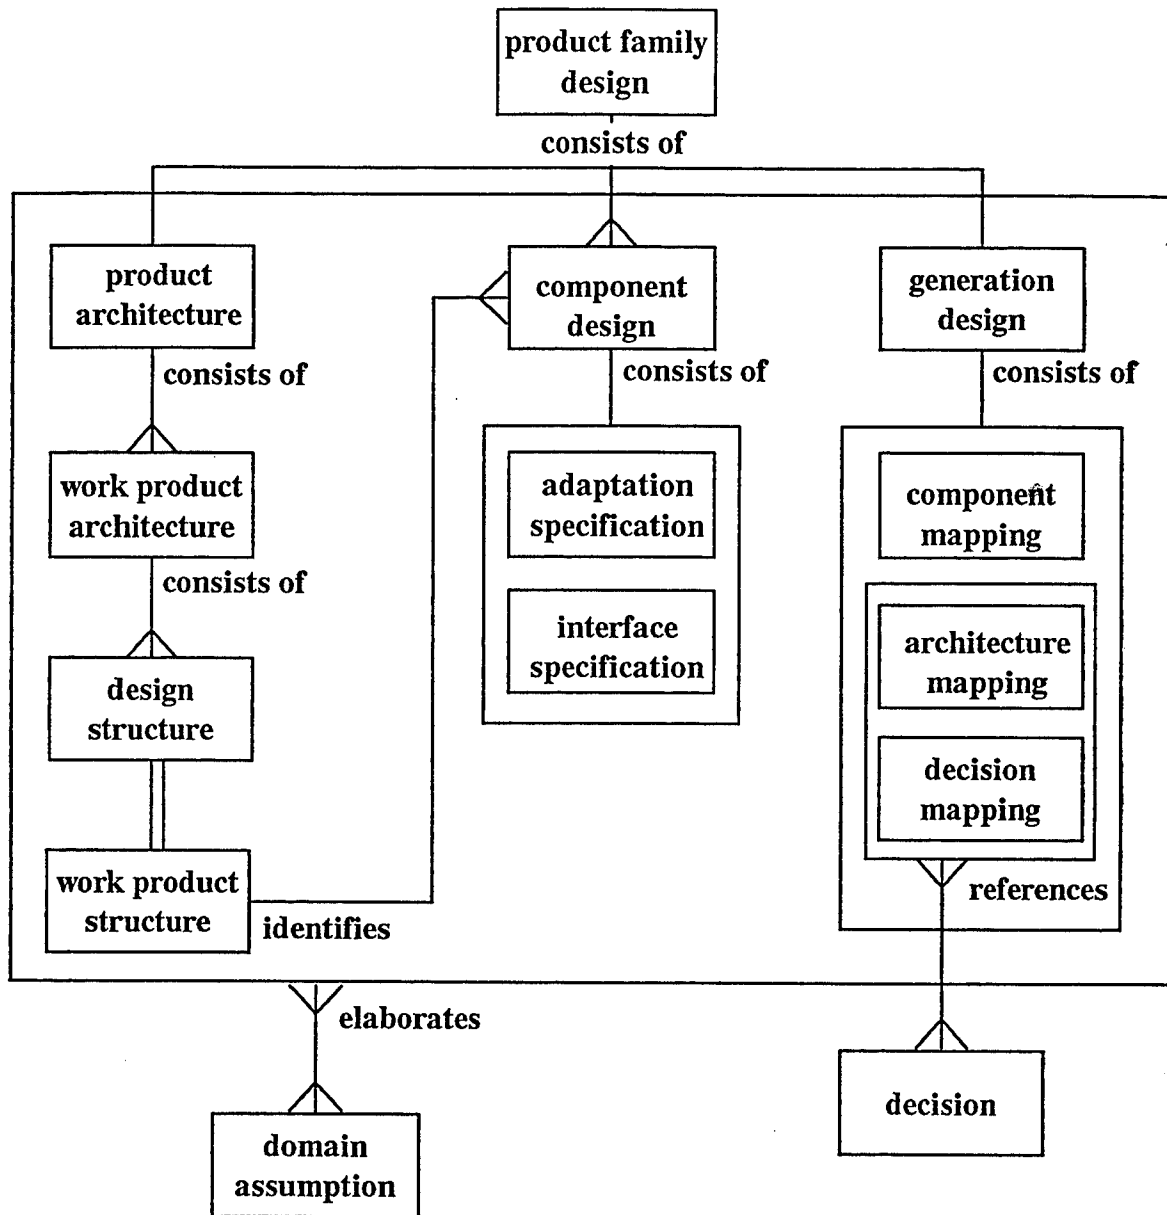 product family
design
consists of
product
architecture
component
design
generation
design
consists of
consists of
consists of
work product
architecture
adaptation
specification
component
mapping
consists of
interface
specification
architecture
mapping
design
structure
decision
mapping
work product
structure
identifies
references
elaborates
decision
domain
assumption